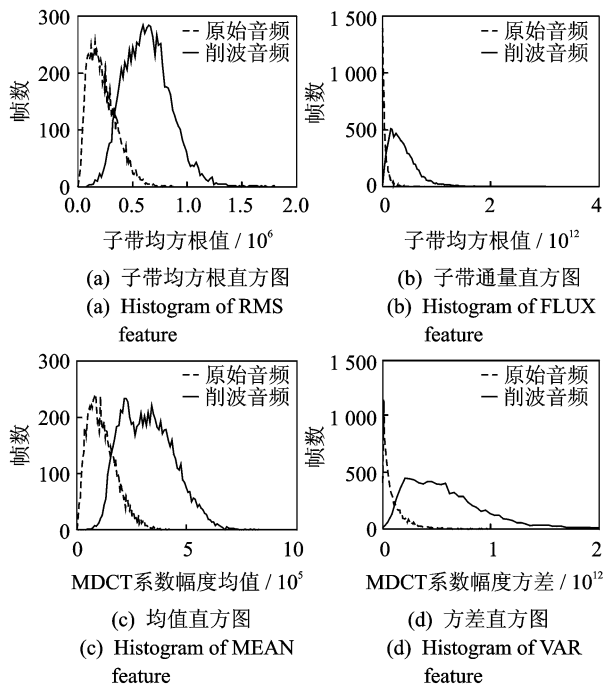 300
200
100
0
帧数
原始音频
削波音频
0.0 0.5 1.0 1.5 2.0
子带均方根值 / 10⁶
(a) 子带均方根直方图
(a) Histogram of RMS
feature
1 500
1 000
500
0
帧数
原始音频
削波音频
0 2 4
子带均方根值 / 10¹²
(b) 子带通量直方图
(b) Histogram of FLUX
feature
300
200
100
0
帧数
原始音频
削波音频
0 5 10
MDCT系数幅度均值 / 10⁵
(c) 均值直方图
(c) Histogram of MEAN
feature
1 500
1 000
500
0
帧数
原始音频
削波音频
0 1 2
MDCT系数幅度方差 / 10¹²
(d) 方差直方图
(d) Histogram of VAR
feature